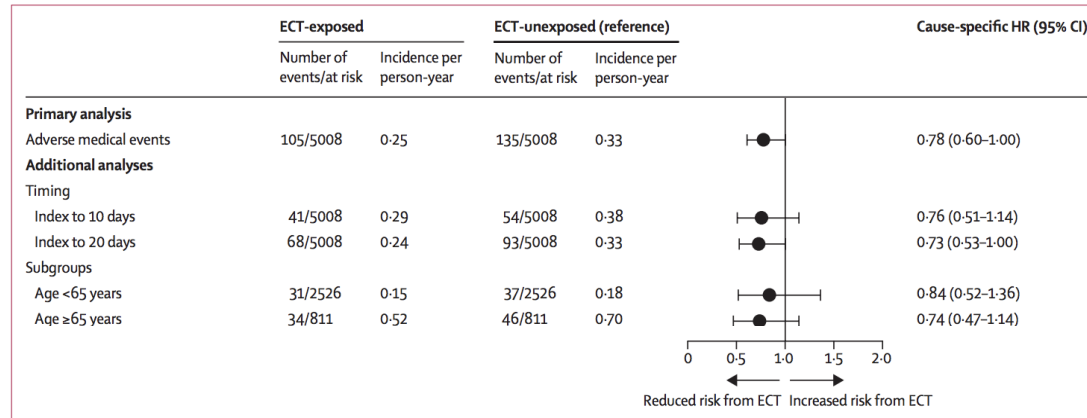 ECT-exposed ECT-unexposed (reference) Cause-specific HR (95% CI)
Number of events/at risk Incidence per person-year Number of events/at risk Incidence per person-year
Primary analysis
Adverse medical events 105/5008 0·25 135/5008 0·33 0·78 (0·60–1·00)
Additional analyses
Timing
Index to 10 days 41/5008 0·29 54/5008 0·38 0·76 (0·51–1·14)
Index to 20 days 68/5008 0·24 93/5008 0·33 0·73 (0·53–1·00)
Subgroups
Age <65 years 31/2526 0·15 37/2526 0·18 0·84 (0·52–1·36)
Age ≥65 years 34/811 0·52 46/811 0·70 0·74 (0·47–1·14)
0 0·5 1·0 1·5 2·0
Reduced risk from ECT Increased risk from ECT